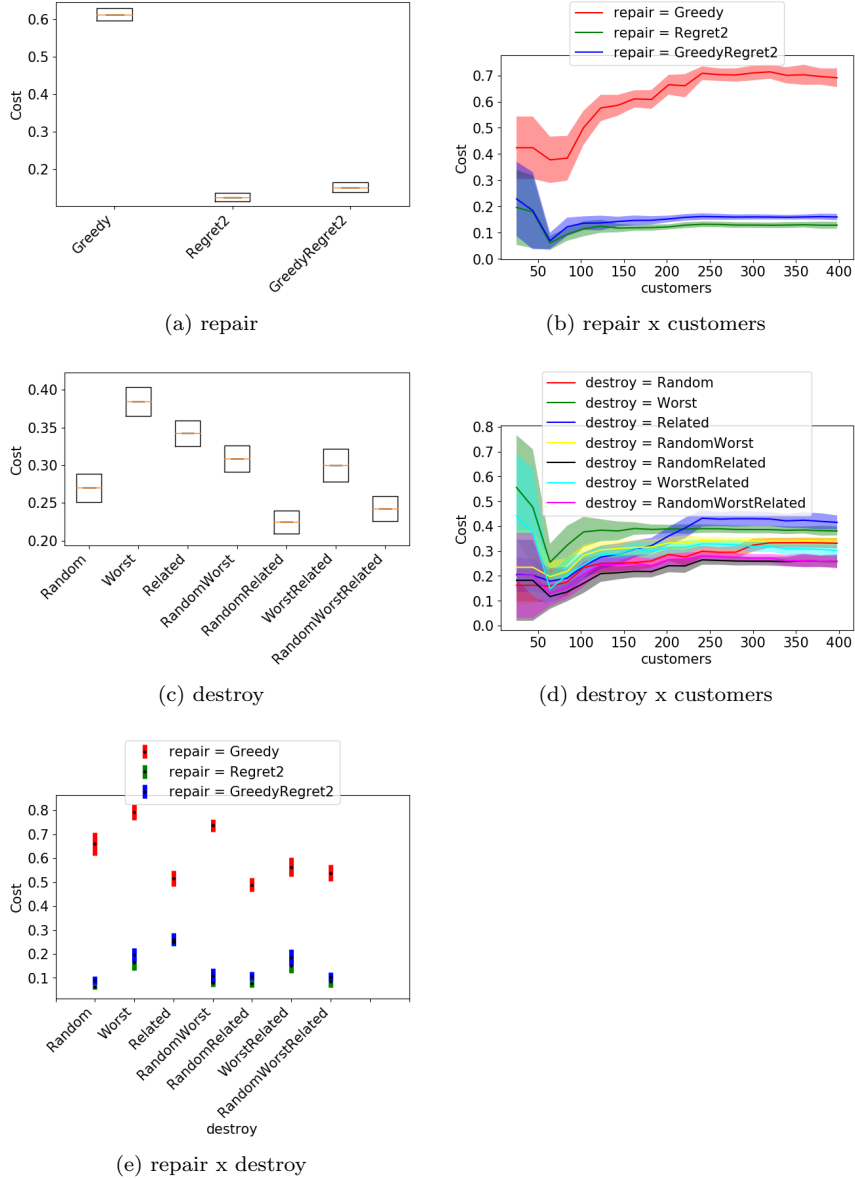 0.6
0.5
0.4
0.3
0.2
Cost
Greedy
Regret2
GreedyRegret2
(a) repair
repair = Greedy
repair = Regret2
repair = GreedyRegret2
0.7
0.6
0.5
0.4
0.3
0.2
0.1
0.0
Cost
50 100 150 200 250 300 350 400
customers
(b) repair x customers
0.40
0.35
0.30
0.25
0.20
Cost
Random
Worst
Related
RandomWorst
RandomRelated
WorstRelated
RandomWorstRelated
(c) destroy
destroy = Random
destroy = Worst
destroy = Related
destroy = RandomWorst
destroy = RandomRelated
destroy = WorstRelated
destroy = RandomWorstRelated
0.8
0.7
0.6
0.5
0.4
0.3
0.2
0.1
0.0
Cost
50 100 150 200 250 300 350 400
customers
(d) destroy x customers
repair = Greedy
repair = Regret2
repair = GreedyRegret2
0.8
0.7
0.6
0.5
0.4
0.3
0.2
0.1
Cost
Random
Worst
Related
RandomWorst
RandomRelated
WorstRelated
RandomWorstRelated
destroy
(e) repair x destroy